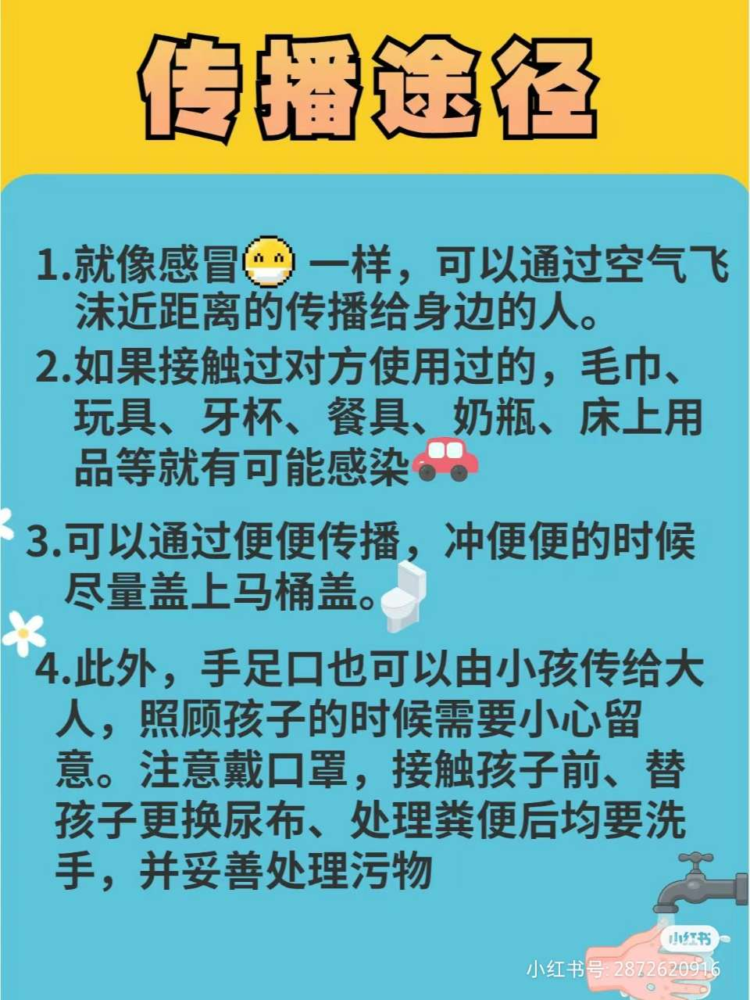 传播途径
1.就像感冒一样，可以通过空气飞
沫近距离的传播给身边的人。
2.如果接触过对方使用过的，毛巾、
玩具、牙杯、餐具、奶瓶、床上用
品等就有可能感染
3.可以通过便便传播，冲便便的时候
尽量盖上马桶盖。
4.此外，手足口也可以由小孩传给大
人，照顾孩子的时候需要小心留
意。注意戴口罩，接触孩子前、替
孩子更换尿布、处理粪便后均要洗
手，并妥善处理污物
小红书
小红书号: 2872620916